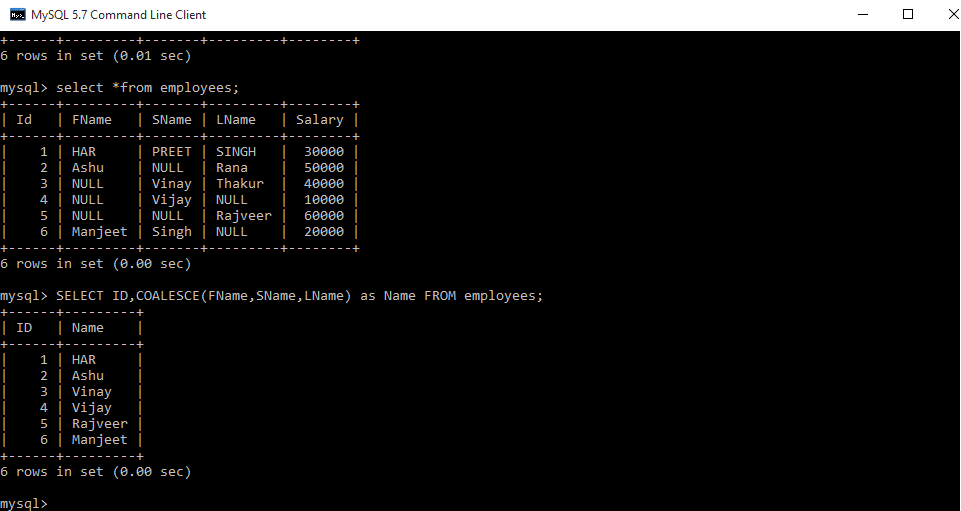 MySQL 5.7 Command Line Client
+------+---------+-------+---------+--------+
6 rows in set (0.01 sec)
mysql> select *from employees;
+------+---------+-------+---------+--------+
| Id   | FName   | SName | LName   | Salary |
+------+---------+-------+---------+--------+
|    1 | HAR     | PREET | SINGH   |  30000 |
|    2 | Ashu    | NULL  | Rana    |  50000 |
|    3 | NULL    | Vinay | Thakur  |  40000 |
|    4 | NULL    | Vijay | NULL    |  10000 |
|    5 | NULL    | NULL  | Rajveer |  60000 |
|    6 | Manjeet | Singh | NULL    |  20000 |
+------+---------+-------+---------+--------+
6 rows in set (0.00 sec)
mysql> SELECT ID,COALESCE(FName,SName,LName) as Name FROM employees;
+------+---------+
| ID   | Name    |
+------+---------+
|    1 | HAR     |
|    2 | Ashu    |
|    3 | Vinay   |
|    4 | Vijay   |
|    5 | Rajveer |
|    6 | Manjeet |
+------+---------+
6 rows in set (0.00 sec)
mysql>